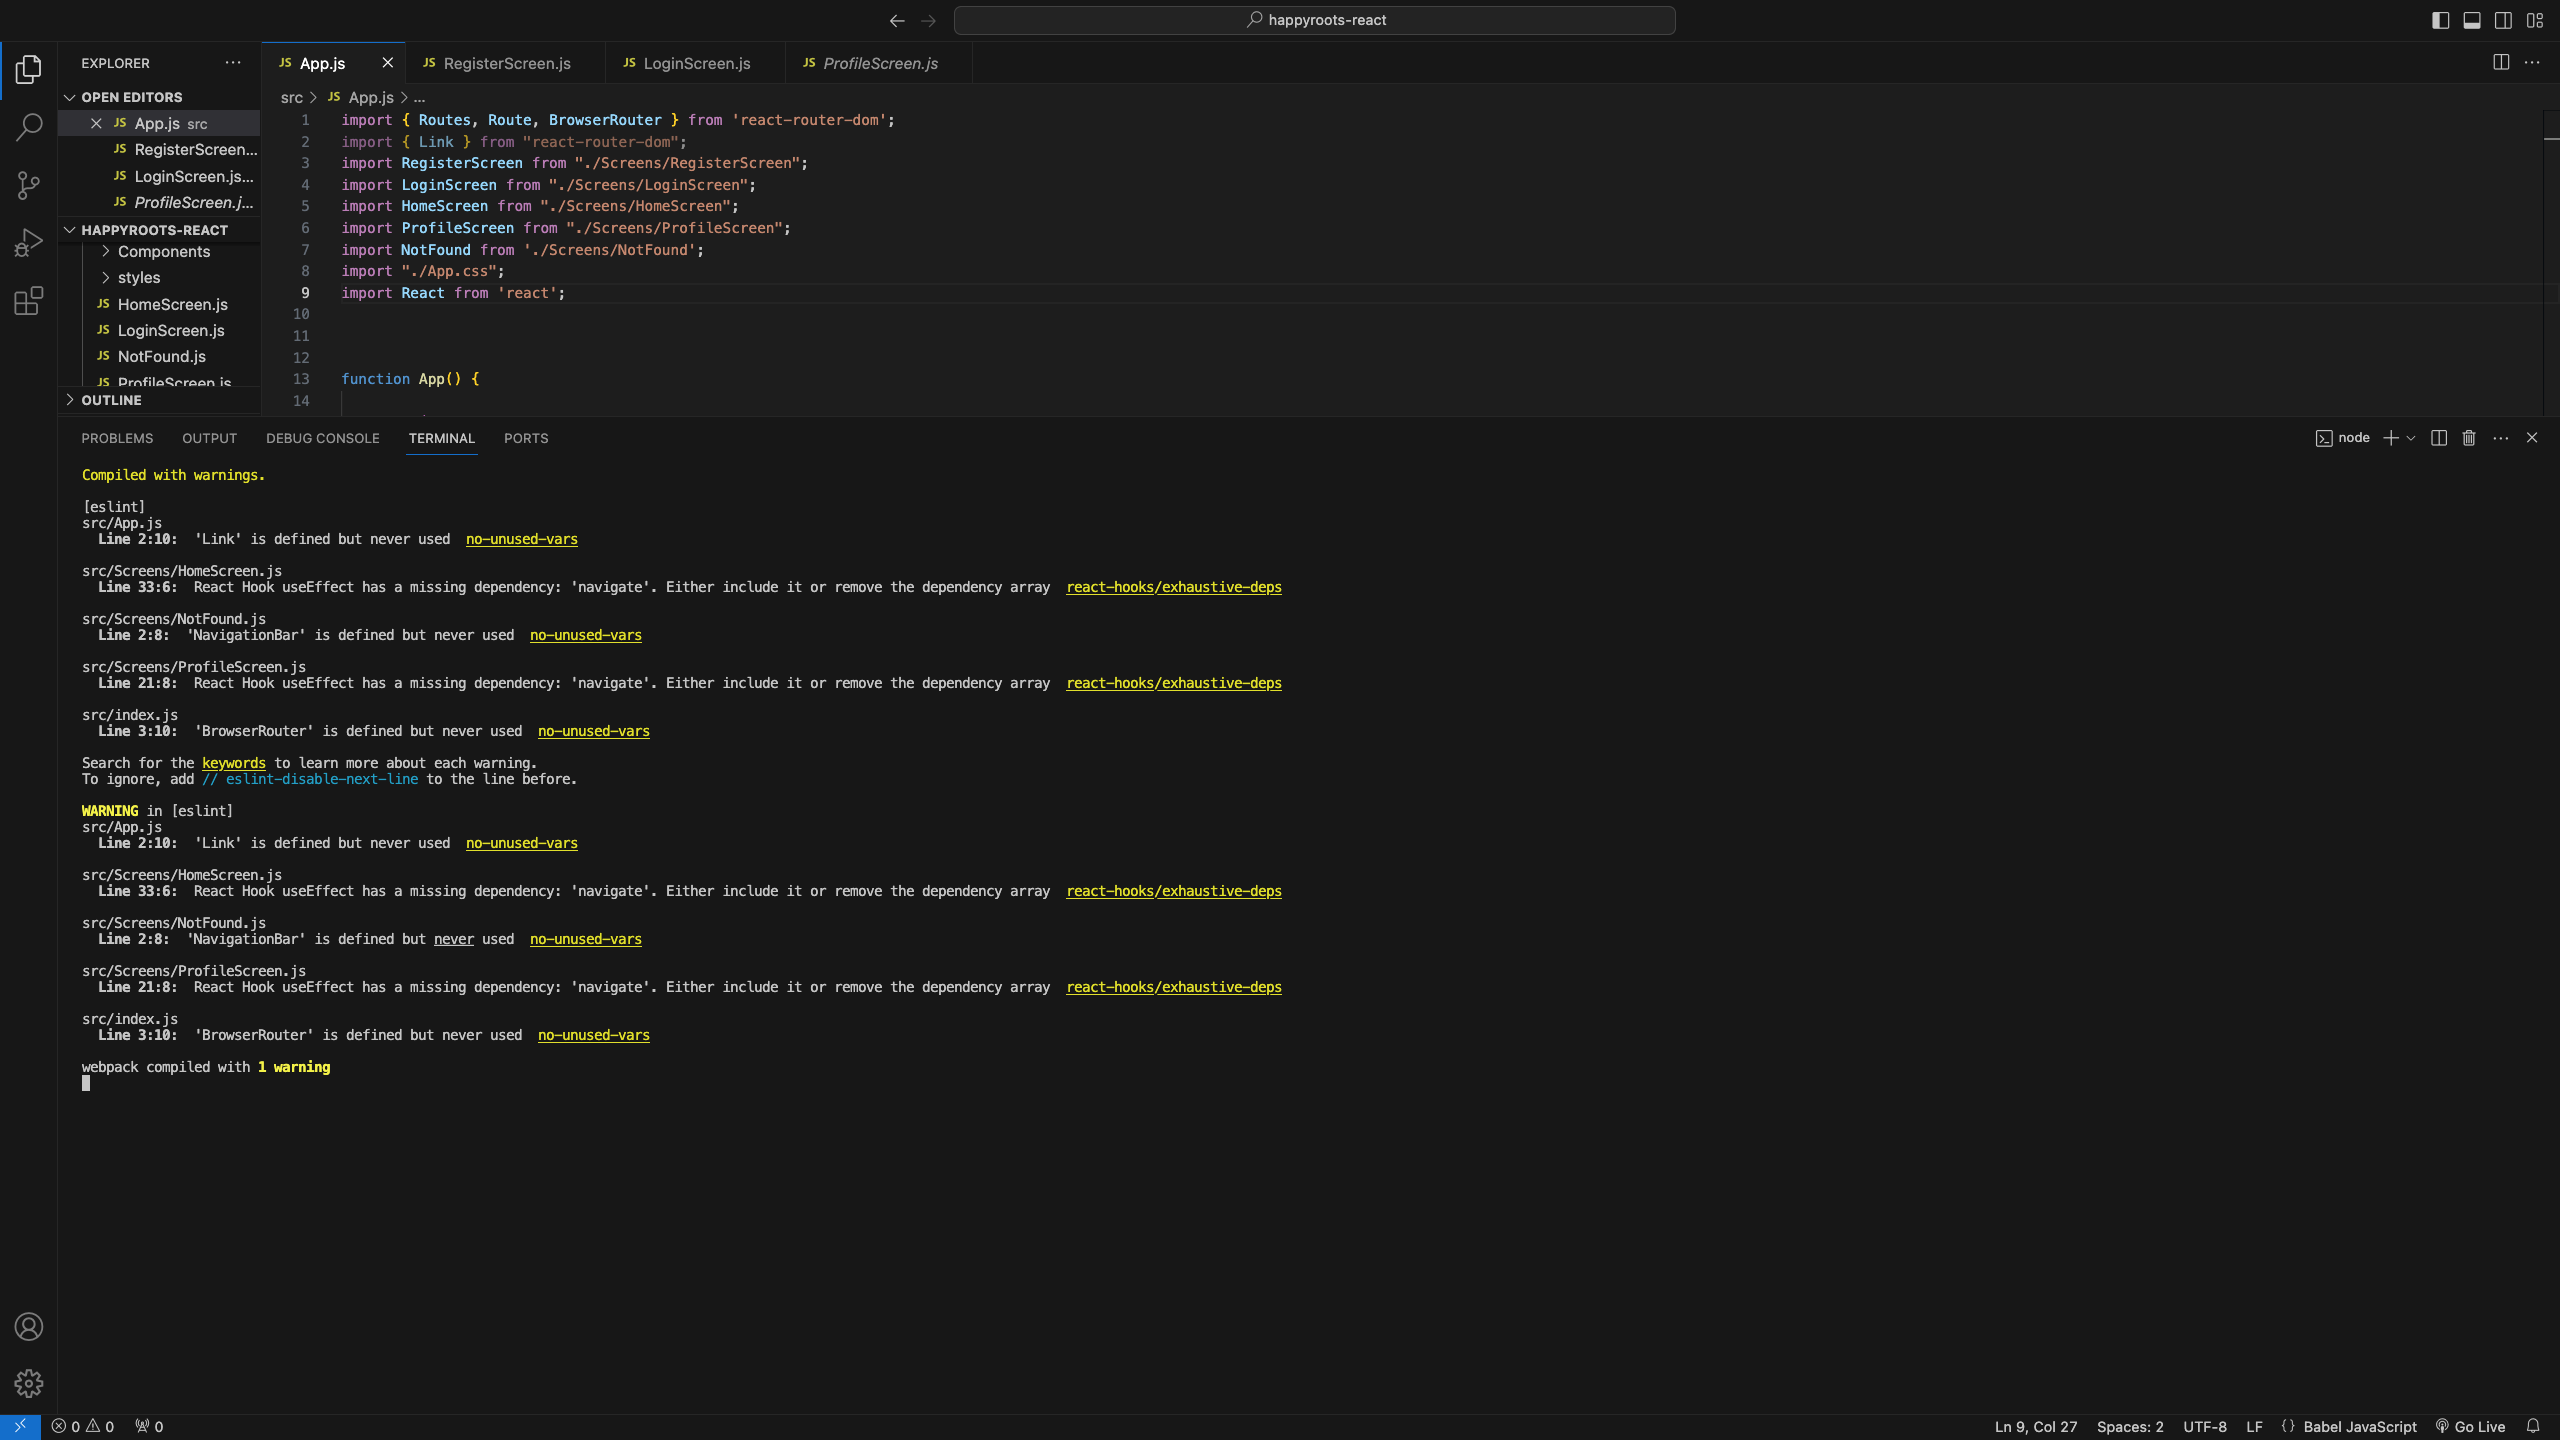 happyroots-react
EXPLORER
OPEN EDITORS
JS App.js src
JS RegisterScreen...
JS LoginScreen.js...
JS ProfileScreen.j...
HAPPYROOTS-REACT
Components
styles
JS HomeScreen.js
JS LoginScreen.js
JS NotFound.js
JS ProfileScreen.js
OUTLINE
JS App.js JS RegisterScreen.js JS LoginScreen.js JS ProfileScreen.js
src > JS App.js > ...
1 import { Routes, Route, BrowserRouter } from 'react-router-dom';
2 import { Link } from "react-router-dom";
3 import RegisterScreen from "./Screens/RegisterScreen";
4 import LoginScreen from "./Screens/LoginScreen";
5 import HomeScreen from "./Screens/HomeScreen";
6 import ProfileScreen from "./Screens/ProfileScreen";
7 import NotFound from './Screens/NotFound';
8 import "./App.css";
9 import React from 'react';
10
11
12
13 function App() {
14
PROBLEMS OUTPUT DEBUG CONSOLE TERMINAL PORTS
node
Compiled with warnings.
[eslint]
src/App.js
Line 2:10: 'Link' is defined but never used no-unused-vars
src/Screens/HomeScreen.js
Line 33:6: React Hook useEffect has a missing dependency: 'navigate'. Either include it or remove the dependency array react-hooks/exhaustive-deps
src/Screens/NotFound.js
Line 2:8: 'NavigationBar' is defined but never used no-unused-vars
src/Screens/ProfileScreen.js
Line 21:8: React Hook useEffect has a missing dependency: 'navigate'. Either include it or remove the dependency array react-hooks/exhaustive-deps
src/index.js
Line 3:10: 'BrowserRouter' is defined but never used no-unused-vars
Search for the keywords to learn more about each warning.
To ignore, add // eslint-disable-next-line to the line before.
WARNING in [eslint]
src/App.js
Line 2:10: 'Link' is defined but never used no-unused-vars
src/Screens/HomeScreen.js
Line 33:6: React Hook useEffect has a missing dependency: 'navigate'. Either include it or remove the dependency array react-hooks/exhaustive-deps
src/Screens/NotFound.js
Line 2:8: 'NavigationBar' is defined but never used no-unused-vars
src/Screens/ProfileScreen.js
Line 21:8: React Hook useEffect has a missing dependency: 'navigate'. Either include it or remove the dependency array react-hooks/exhaustive-deps
src/index.js
Line 3:10: 'BrowserRouter' is defined but never used no-unused-vars
webpack compiled with 1 warning
0 0 0 Ln 9, Col 27 Spaces: 2 UTF-8 LF {} Babel JavaScript Go Live